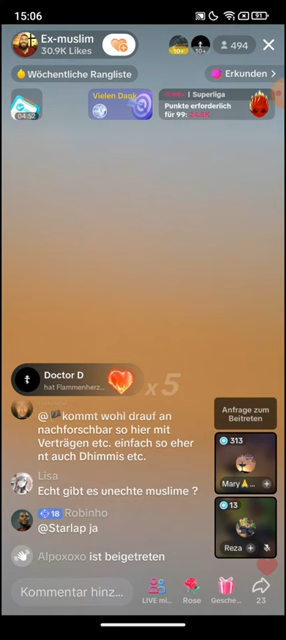 15:06
91
Ex-muslim
30.9K Likes
10+
10+
494
Wöchentliche Rangliste
Erkunden >
04:52
Vielen Dank
| Superliga
Punkte erforderlich
für 99:
Doctor D
hat Flammenherz...
x5
@ kommt wohl drauf an
nachforschbar so hier mit
Verträgen etc. einfach so eher
nt auch Dhimmis etc.
Lisa
Echt gibt es unechte muslime ?
18 Robinho
@Starlap ja
Alpoxoxo ist beigetreten
Anfrage zum
Beitreten
313
Mary
13
Reza
Kommentar hinz...
LIVE mi...
Rose
Gesche...
23